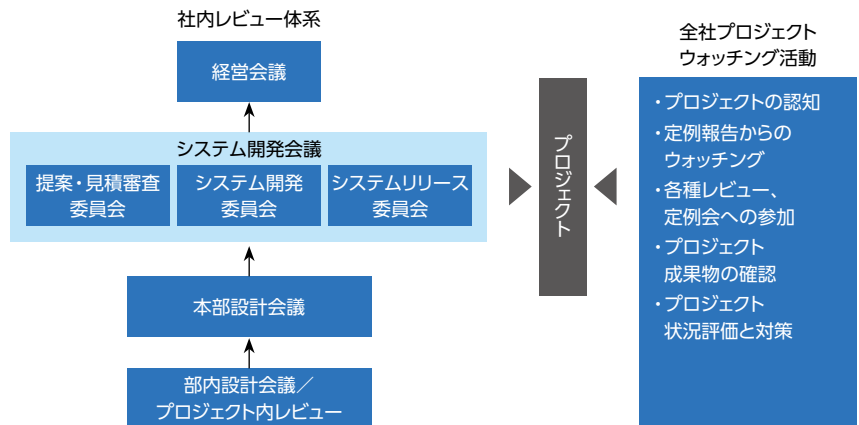 社内レビュー体系
経営会議
システム開発会議
提案・見積審査
委員会
システム開発
委員会
システムリリース
委員会
本部設計会議
部内設計会議／
プロジェクト内レビュー
プロジェクト
全社プロジェクト
ウォッチング活動
・プロジェクトの認知
・定例報告からの
ウォッチング
・各種レビュー、
定例会への参加
・プロジェクト
成果物の確認
・プロジェクト
状況評価と対策